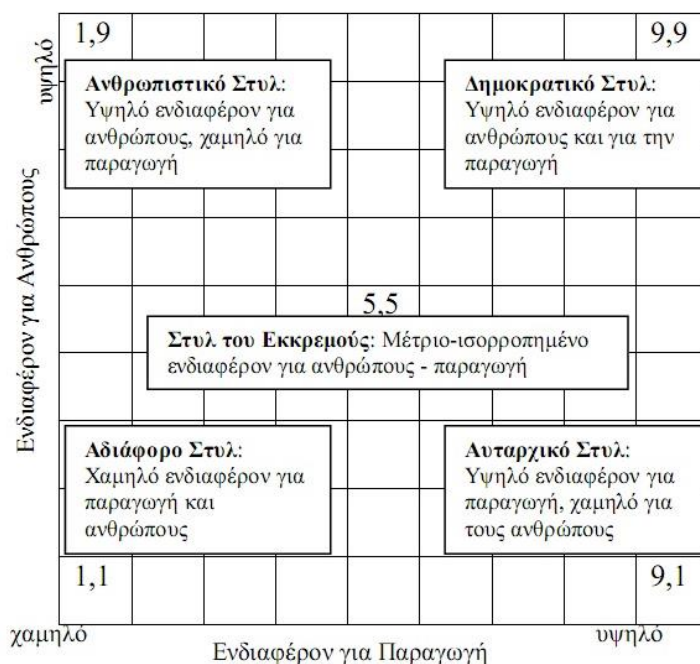 1,9
9,9
υψηλό
Ανθρωπιστικό Στυλ:
Υψηλό ενδιαφέρον για
ανθρώπους, χαμηλό για
παραγωγή
Δημοκρατικό Στυλ:
Υψηλό ενδιαφέρον για
ανθρώπους και για την
παραγωγή
Ενδιαφέρον για Ανθρώπους
5,5
Στυλ του Εκκρεμούς: Μέτριο-ισορροπημένο
ενδιαφέρον για ανθρώπους - παραγωγή
Αδιάφορο Στυλ:
Χαμηλό ενδιαφέρον για
παραγωγή και
ανθρώπους
Αυταρχικό Στυλ:
Υψηλό ενδιαφέρον για
παραγωγή, χαμηλό για
τους ανθρώπους
1,1
9,1
χαμηλό
Ενδιαφέρον για Παραγωγή
υψηλό